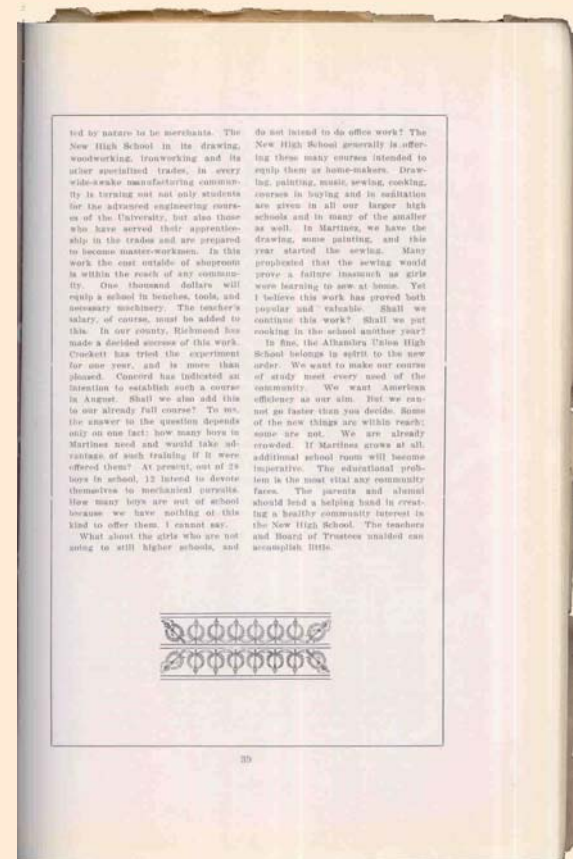 ted by nature to be merchants. The
New High School in its drawing,
woodworking, ironworking and its
other specialized trades, in every
wide-awake manufacturing commun-
ity is turning out not only students
for the advanced engineering cours-
es of the University, but also those
who have served their apprentice-
ship in the trades and are prepared
to become master-workmen. In this
work the cost outside of shoproom
is within the reach of any commun-
ity. One thousand dollars will
equip a school in benches, tools, and
necessary machinery. The teacher's
salary, of course, must be added to
this. In our county, Richmond has
made a decided success of this work.
Crockett has tried the experiment
for one year, and is more than
pleased. Concord has indicated an
intention to establish such a course
in August. Shall we also add this
to our already full course? To me,
the answer to the question depends
only on one fact: how many boys in
Martinez need and would take ad-
vantage of such training if it were
offered them? At present, out of 28
boys in school, 12 intend to devote
themselves to mechanical pursuits.
How many boys are out of school
because we have nothing of this
kind to offer them, I cannot say.
What about the girls who are not
going to still higher schools, and
do not intend to do office work? The
New High School generally is offer-
ing these many courses intended to
equip them as home-makers. Draw-
ing, painting, music, sewing, cooking,
courses in buying and in sanitation
are given in all our larger high
schools and in many of the smaller
as well. In Martinez, we have the
drawing, some painting, and this
year started the sewing. Many
prophesied that the sewing would
prove a failure inasmuch as girls
were learning to sew at home. Yet
I believe this work has proved both
popular and valuable. Shall we
continue this work? Shall we put
cooking in the school another year?
In fine, the Alhambra Union High
School belongs in spirit to the new
order. We want to make our course
of study meet every need of the
community. We want American
efficiency as our aim. But we can-
not go faster than you decide. Some
of the new things are within reach;
some are not. We are already
crowded. If Martinez grows at all,
additional school room will become
imperative. The educational prob-
lem is the most vital any community
faces. The parents and alumni
should lend a helping hand in creat-
ing a healthy community interest in
the New High School. The teachers
and Board of Trustees unaided can
accomplish little.
39